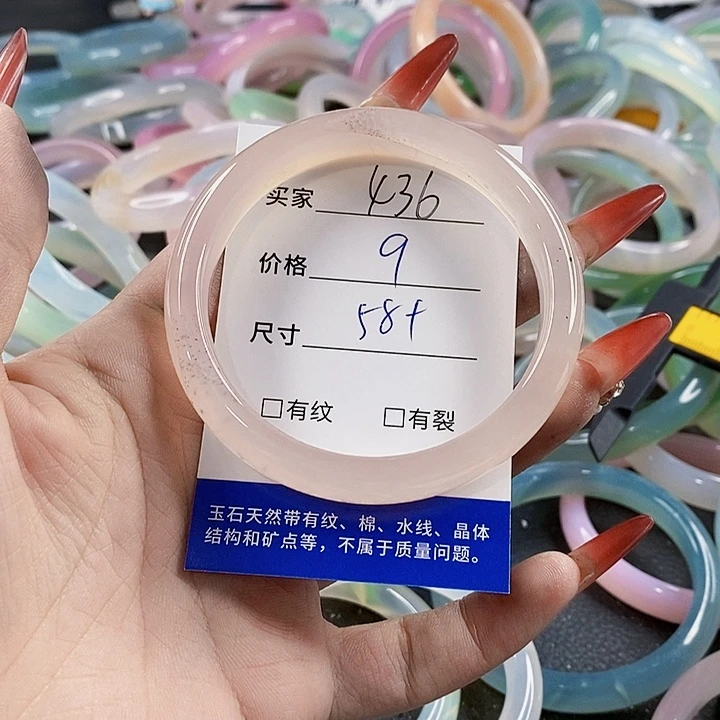 买家 436
价格 9
尺寸 58+
□有纹 □有裂
玉石天然带有纹、棉、水线、晶体
结构和矿点等，不属于质量问题。